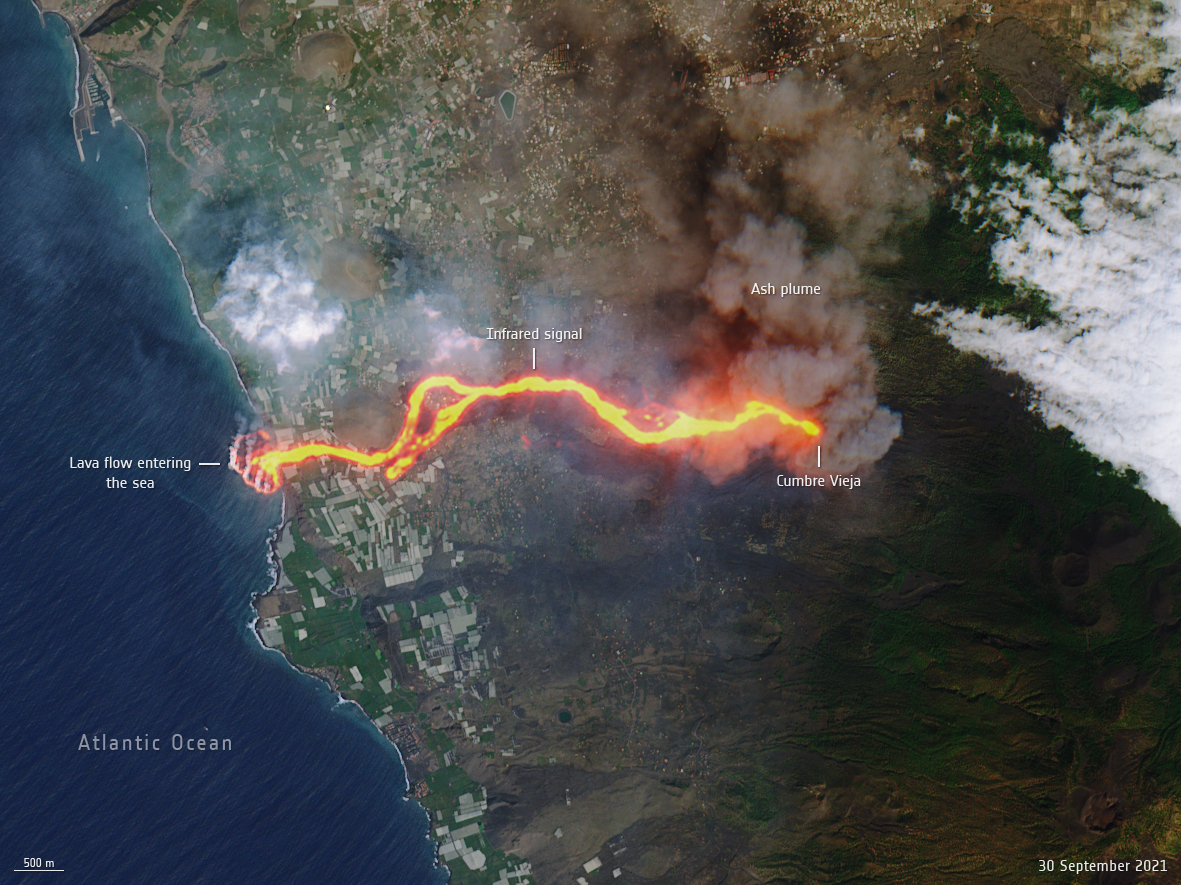 Ash plume
Infrared signal
Lava flow entering
the sea
Cumbre Vieja
Atlantic Ocean
500 m
30 September 2021